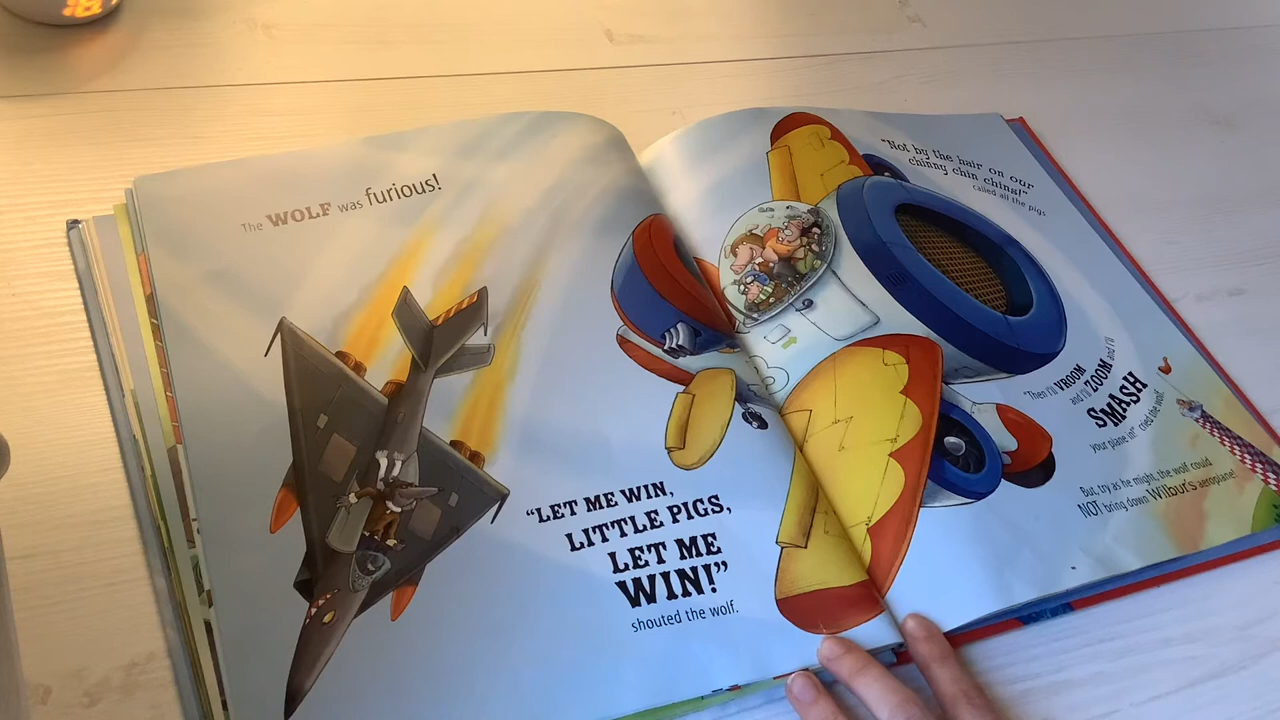 The WOLF was furious!
"LET ME WIN,
LITTLE PIGS,
LET ME
WIN!"
shouted the wolf.
"Not by the hair on our
chinny chin ching!"
called all the pigs
"Then I'll VROOM
and I'll ZOOM and I'll
SMASH
your plane in!" cried the wolf.
But, try as he might, the wolf could
NOT bring down Wilbur's aeroplane!